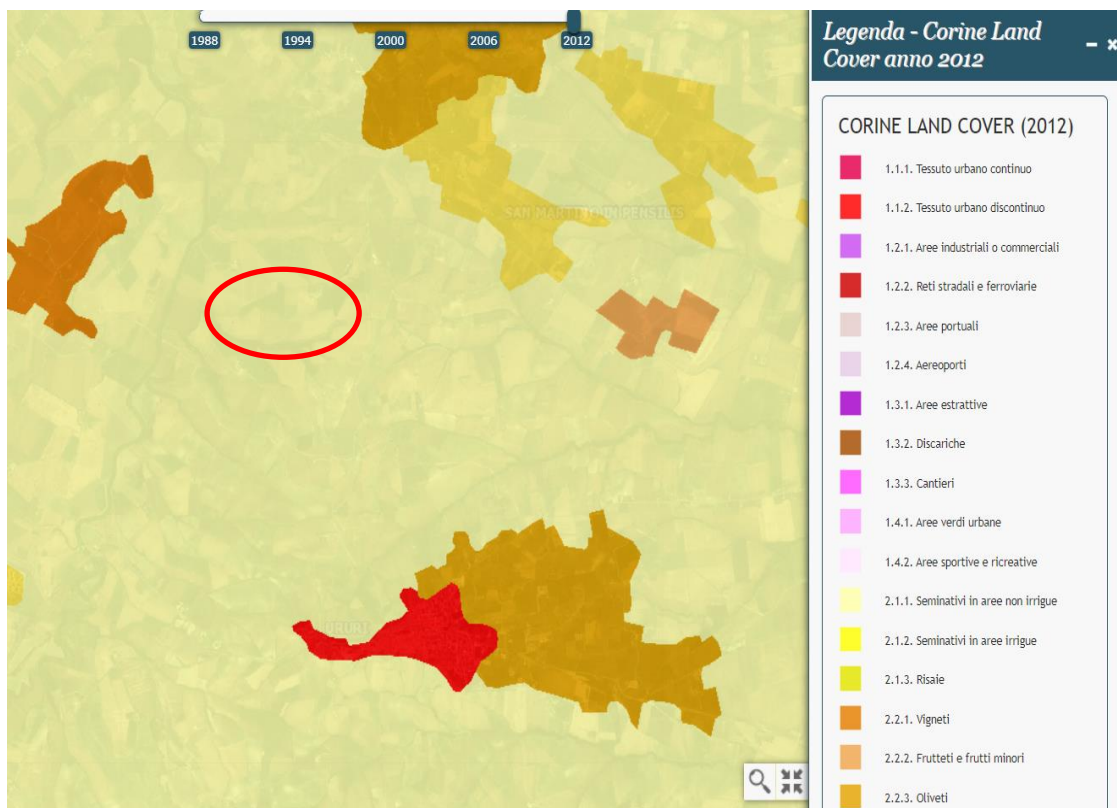 1988 1994 2000 2006 2012
SAN MARTINO DI PENSILIS
URURI
Legenda - Corine Land
Cover anno 2012
CORINE LAND COVER (2012)
1.1.1. Tessuto urbano continuo
1.1.2. Tessuto urbano discontinuo
1.2.1. Aree industriali o commerciali
1.2.2. Reti stradali e ferroviarie
1.2.3. Aree portuali
1.2.4. Aereoporti
1.3.1. Aree estrattive
1.3.2. Discariche
1.3.3. Cantieri
1.4.1. Aree verdi urbane
1.4.2. Aree sportive e ricreative
2.1.1. Seminativi in aree non irrigue
2.1.2. Seminativi in aree irrigue
2.1.3. Risaie
2.2.1. Vigneti
2.2.2. Frutteti e frutti minori
2.2.3. Oliveti